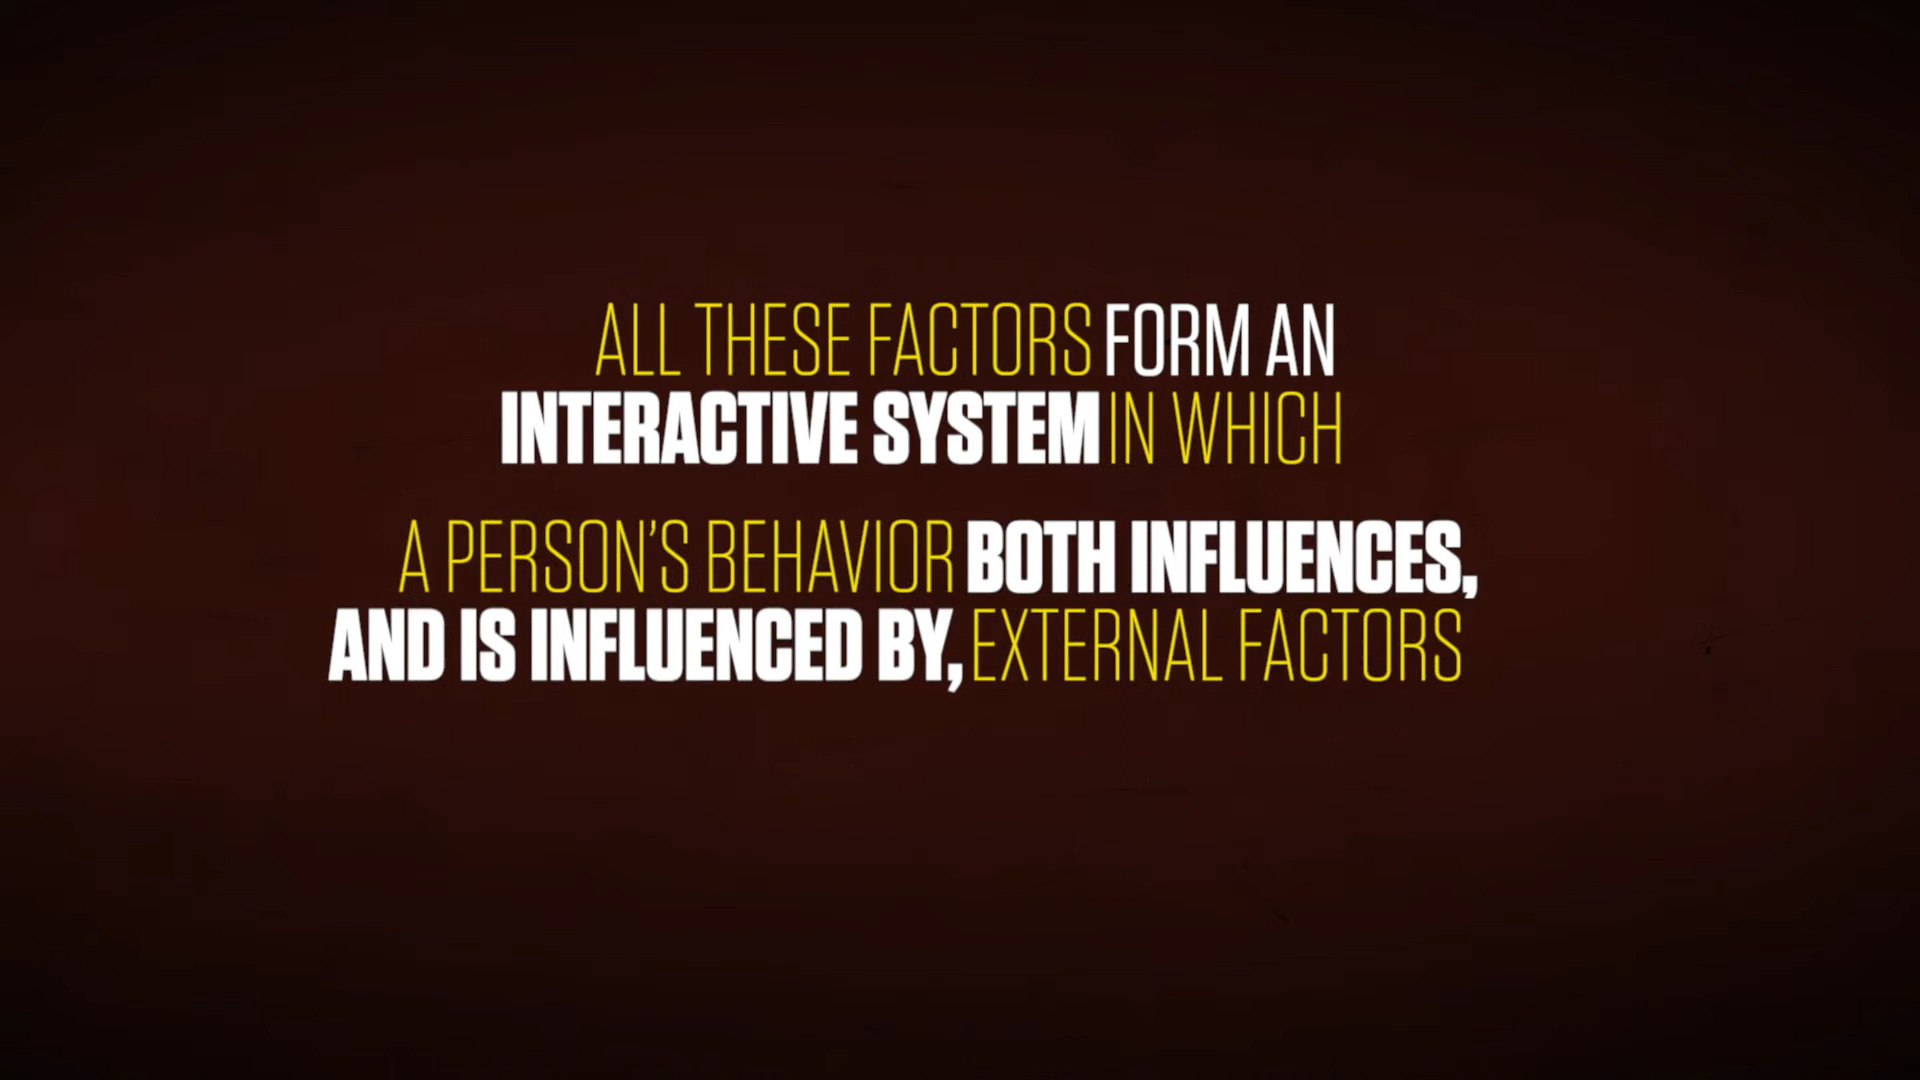 ALL THESE FACTORS FORM AN
INTERACTIVE SYSTEM IN WHICH
A PERSON’S BEHAVIOR BOTH INFLUENCES,
AND IS INFLUENCED BY, EXTERNAL FACTORS